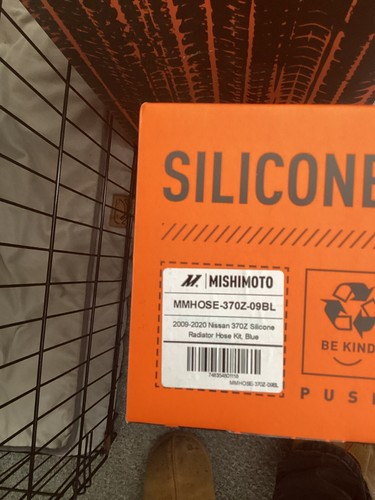 SILICONE
MISHIMOTO
MMHOSE-370Z-09BL
2009-2020 Nissan 370Z Silicone
Radiator Hose Kit, Blue
MMHOSE-370Z-09BL
BE KIND
PUS